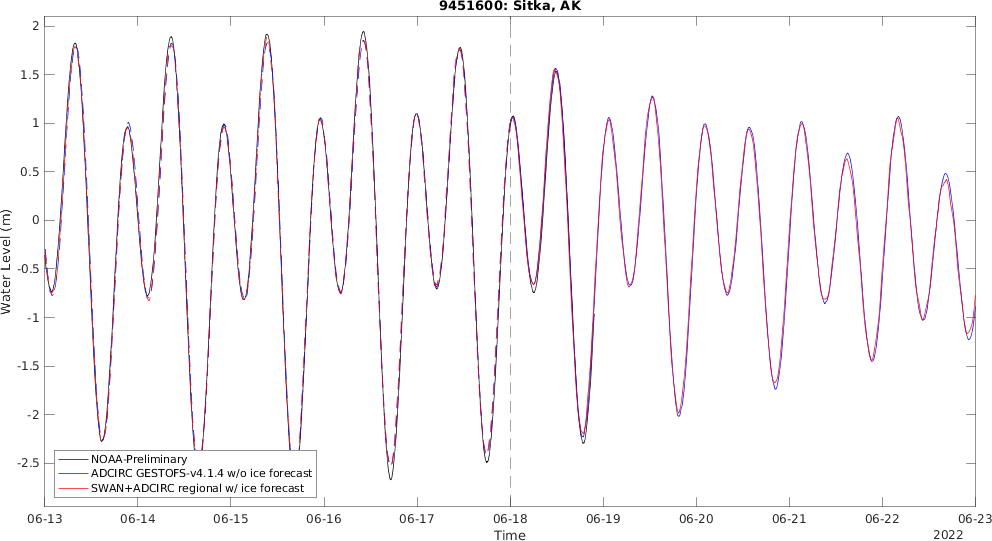 9451600: Sitka, AK
Water Level (m)
2
1.5
1
0.5
0
-0.5
-1
-1.5
-2
-2.5
NOAA-Preliminary
ADCIRC GESTOFS-v4.1.4 w/o ice forecast
SWAN+ADCIRC regional w/ ice forecast
06-13 06-14 06-15 06-16 06-17 06-18 06-19 06-20 06-21 06-22 06-23
Time
2022